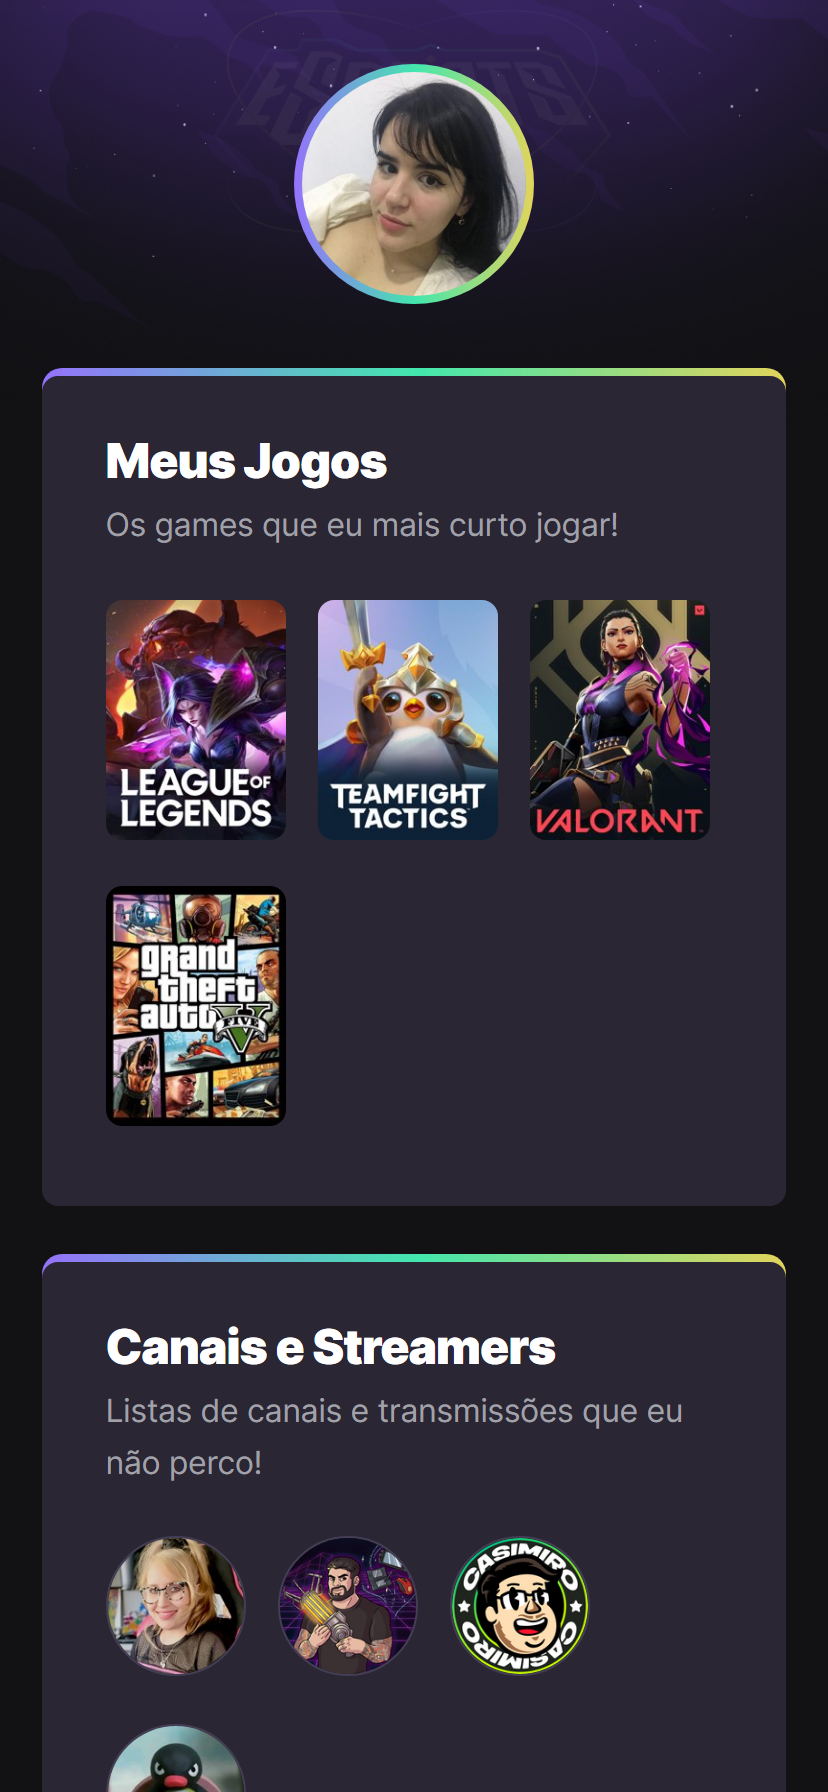 ESPORTS
Meus Jogos
Os games que eu mais curto jogar!
LEAGUE OF
LEGENDS
TEAMFIGHT
TACTICS
VALORANT
grand
theft
auto V
FIVE
Canais e Streamers
Listas de canais e transmissões que eu
não perco!
CASIMIRO
CASIMIRO